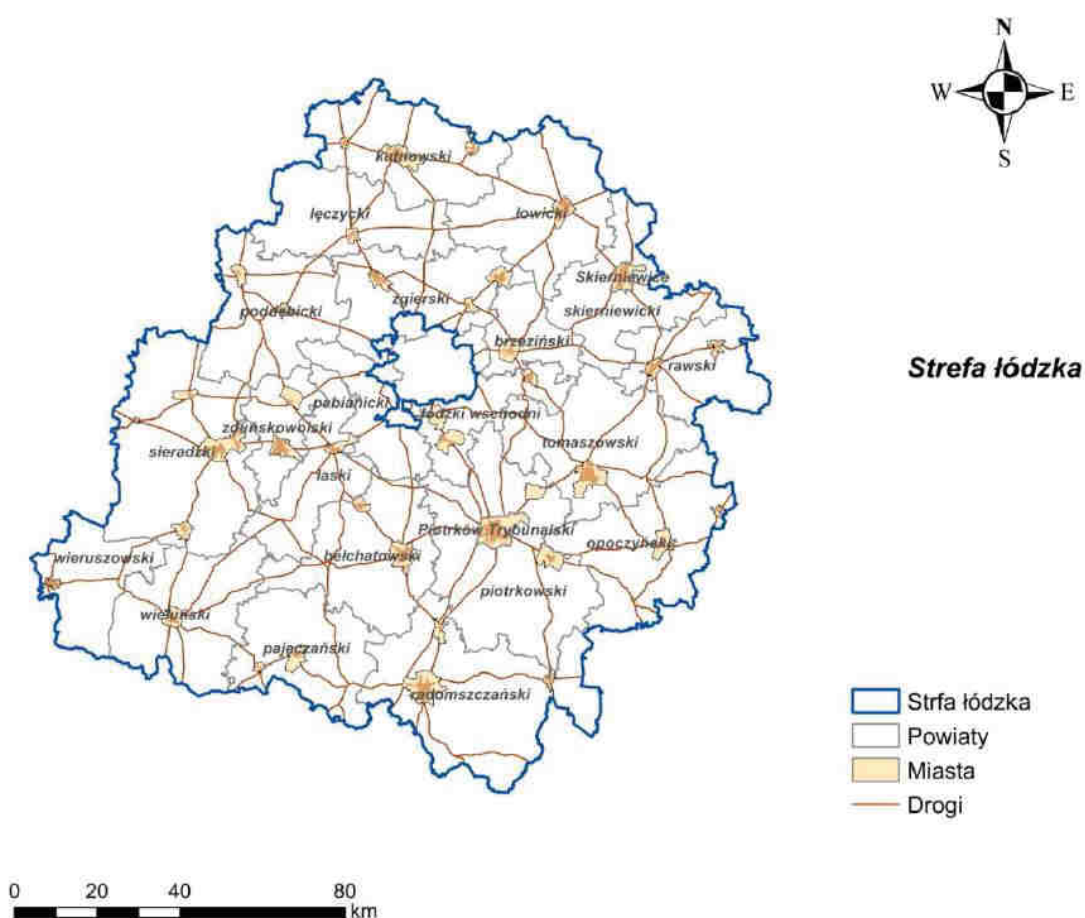 N
W E
S
kutnowski
łęczycki
łowicki
Skierniewice
zgierski
poddębicki
skierniewicki
brzeziński
rawski
Strefa łódzka
pabianicki
łódzki wschodni
zduńskowolski
tomaszowski
sieradzki
łaski
Piotrków Trybunalski
opoczyński
wieruszowski
bełchatowski
piotrkowski
wieluński
pajęczański
radomszczański
Strfa łódzka
Powiaty
Miasta
Drogi
0 20 40 80
km